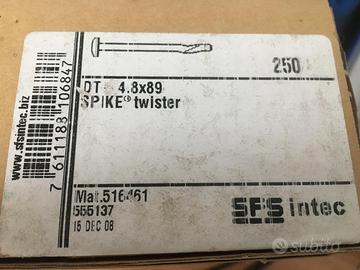 250
DT - 4.8x89
SPIKE® twister
www.sfsintec.biz
7 611183 106847
Mat.516461
555137
15 DEC 08
SFS intec
Subito